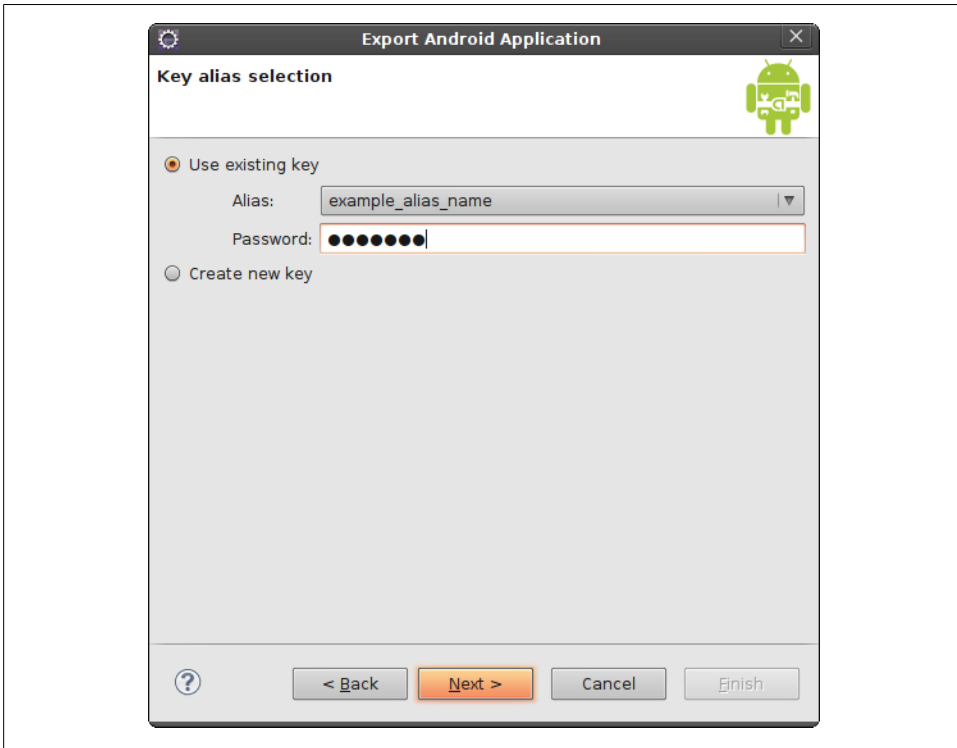 Export Android Application
Key alias selection
Use existing key
Alias: example_alias_name
Password: ●●●●●●●
Create new key
? < Back Next > Cancel Finish